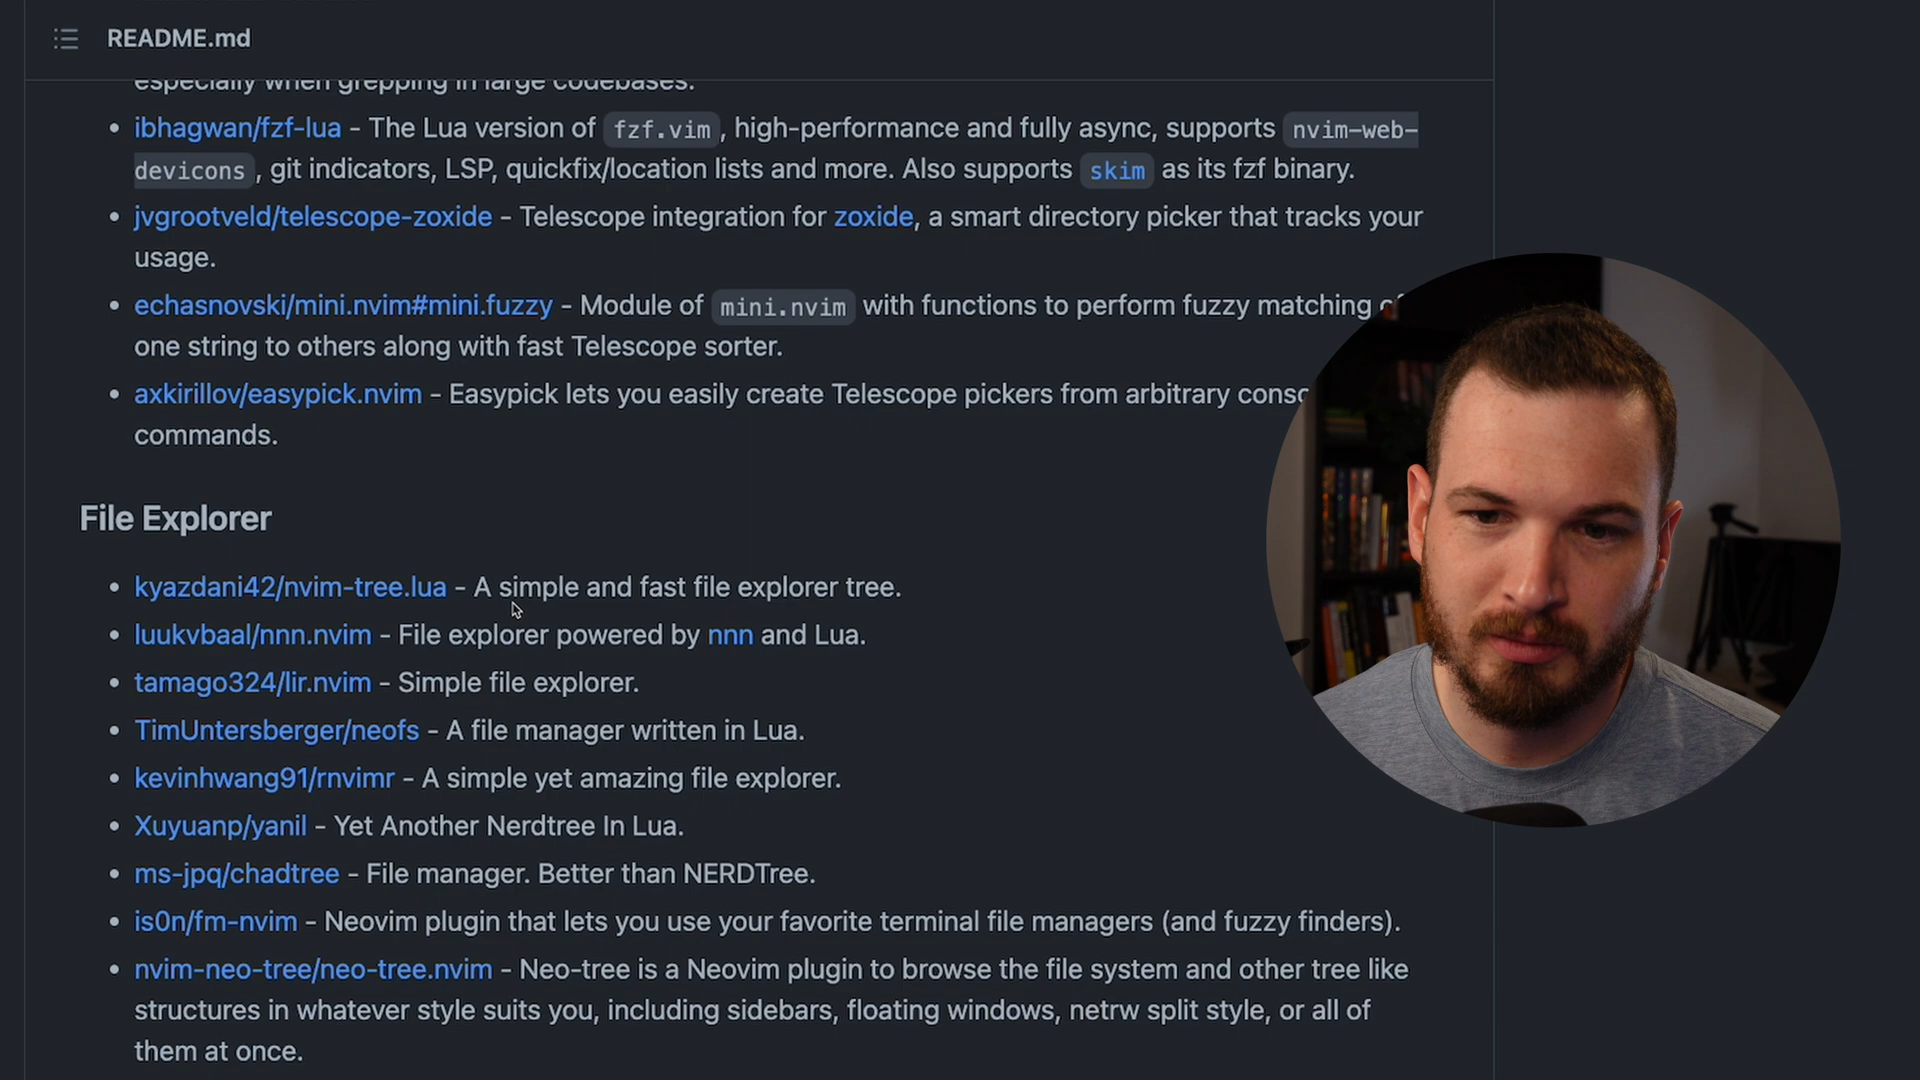 README.md
especially when grepping in large codebases.
ibhagwan/fzf-lua - The Lua version of fzf.vim, high-performance and fully async, supports nvim-web-
devicons, git indicators, LSP, quickfix/location lists and more. Also supports skim as its fzf binary.
jvgrootveld/telescope-zoxide - Telescope integration for zoxide, a smart directory picker that tracks your
usage.
echasnovski/mini.nvim#mini.fuzzy - Module of mini.nvim with functions to perform fuzzy matching of
one string to others along with fast Telescope sorter.
axkirillov/easypick.nvim - Easypick lets you easily create Telescope pickers from arbitrary
commands.
File Explorer
kyazdani42/nvim-tree.lua - A simple and fast file explorer tree.
luukvbaal/nnn.nvim - File explorer powered by nnn and Lua.
tamago324/lir.nvim - Simple file explorer.
TimUntersberger/neofs - A file manager written in Lua.
kevinhwang91/rnvimr - A simple yet amazing file explorer.
Xuyuanp/yanil - Yet Another Nerdtree In Lua.
ms-jpq/chadtree - File manager. Better than NERDTree.
is0n/fm-nvim - Neovim plugin that lets you use your favorite terminal file managers (and fuzzy finders).
nvim-neo-tree/neo-tree.nvim - Neo-tree is a Neovim plugin to browse the file system and other tree like
structures in whatever style suits you, including sidebars, floating windows, netrw split style, or all of
them at once.